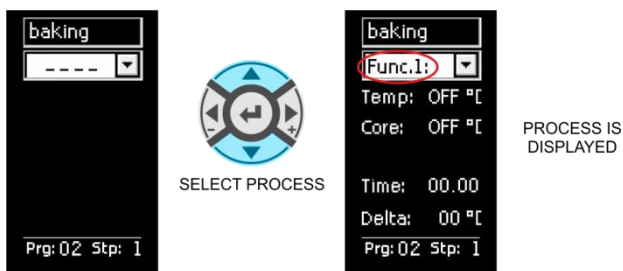 baking
----
Prg: 02 Stp: 1
- +
SELECT PROCESS
baking
Func.1:
Temp: OFF °C
Core: OFF °C
Time: 00.00
Delta: 00 °C
Prg: 02 Stp: 1
PROCESS IS
DISPLAYED